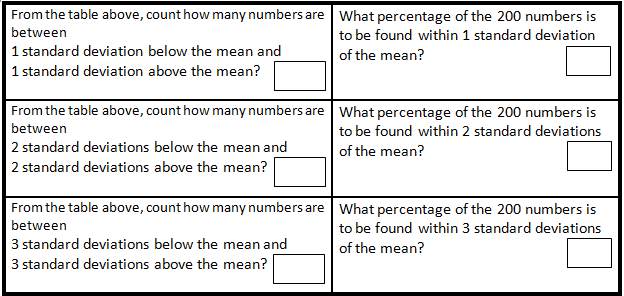 From the table above, count how many numbers are
between
1 standard deviation below the mean and
1 standard deviation above the mean?
What percentage of the 200 numbers is
to be found within 1 standard deviation
of the mean?
From the table above, count how many numbers are
between
2 standard deviations below the mean and
2 standard deviations above the mean?
What percentage of the 200 numbers is
to be found within 2 standard deviations
of the mean?
From the table above, count how many numbers are
between
3 standard deviations below the mean and
3 standard deviations above the mean?
What percentage of the 200 numbers is
to be found within 3 standard deviations
of the mean?